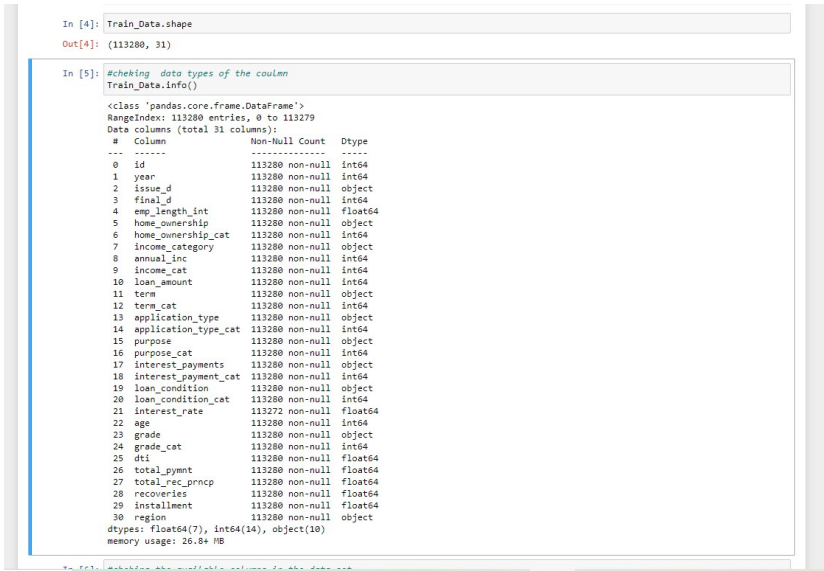 In [4]: Train_Data.shape
Out[4]: (113280, 31)
In [5]: #cheking  data types of the coulmn
Train_Data.info()
<class 'pandas.core.frame.DataFrame'>
RangeIndex: 113280 entries, 0 to 113279
Data columns (total 31 columns):
 #   Column                Non-Null Count   Dtype
---  ------                --------------   -----
 0   id                    113280 non-null  int64
 1   year                  113280 non-null  int64
 2   issue_d               113280 non-null  object
 3   final_d               113280 non-null  int64
 4   emp_length_int        113280 non-null  float64
 5   home_ownership        113280 non-null  object
 6   home_ownership_cat    113280 non-null  int64
 7   income_category       113280 non-null  object
 8   annual_inc            113280 non-null  int64
 9   income_cat            113280 non-null  int64
 10  loan_amount           113280 non-null  int64
 11  term                  113280 non-null  object
 12  term_cat              113280 non-null  int64
 13  application_type      113280 non-null  object
 14  application_type_cat  113280 non-null  int64
 15  purpose               113280 non-null  object
 16  purpose_cat           113280 non-null  int64
 17  interest_payments     113280 non-null  object
 18  interest_payment_cat  113280 non-null  int64
 19  loan_condition        113280 non-null  object
 20  loan_condition_cat    113280 non-null  int64
 21  interest_rate         113272 non-null  float64
 22  age                   113280 non-null  int64
 23  grade                 113280 non-null  object
 24  grade_cat             113280 non-null  int64
 25  dti                   113280 non-null  float64
 26  total_pymnt           113280 non-null  float64
 27  total_rec_prncp       113280 non-null  float64
 28  recoveries            113280 non-null  float64
 29  installment           113280 non-null  float64
 30  region                113280 non-null  object
dtypes: float64(7), int64(14), object(10)
memory usage: 26.8+ MB